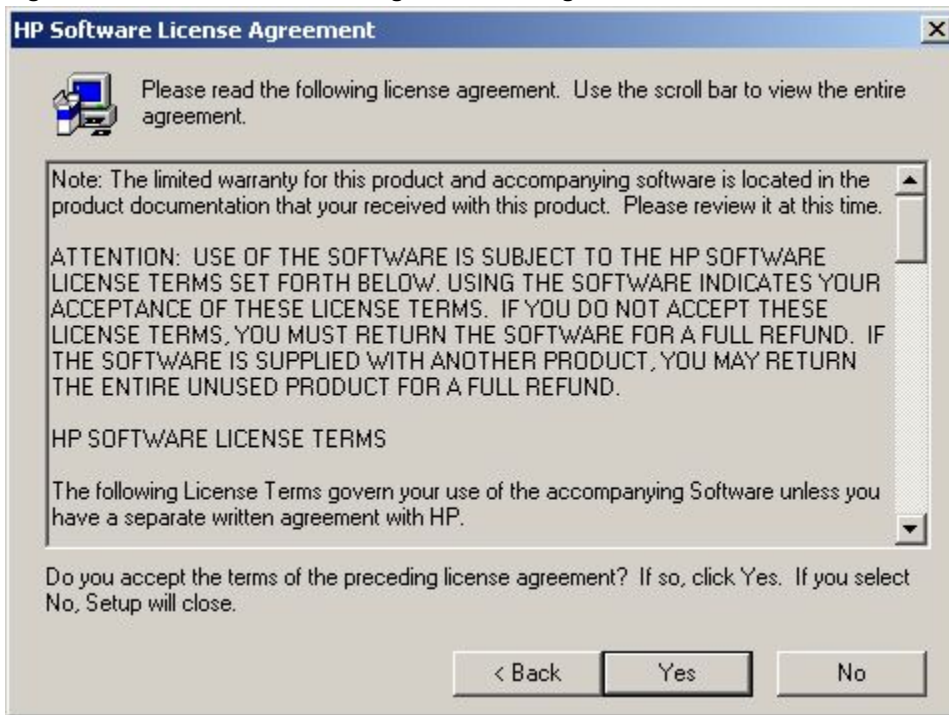 HP Software License Agreement
Please read the following license agreement.  Use the scroll bar to view the entire
agreement.
Note: The limited warranty for this product and accompanying software is located in the
product documentation that your received with this product.  Please review it at this time.
ATTENTION:  USE OF THE SOFTWARE IS SUBJECT TO THE HP SOFTWARE
LICENSE TERMS SET FORTH BELOW. USING THE SOFTWARE INDICATES YOUR
ACCEPTANCE OF THESE LICENSE TERMS.  IF YOU DO NOT ACCEPT THESE
LICENSE TERMS, YOU MUST RETURN THE SOFTWARE FOR A FULL REFUND.  IF
THE SOFTWARE IS SUPPLIED WITH ANOTHER PRODUCT, YOU MAY RETURN
THE ENTIRE UNUSED PRODUCT FOR A FULL REFUND.
HP SOFTWARE LICENSE TERMS
The following License Terms govern your use of the accompanying Software unless you
have a separate written agreement with HP.
Do you accept the terms of the preceding license agreement?  If so, click Yes.  If you select
No, Setup will close.
< Back
Yes
No